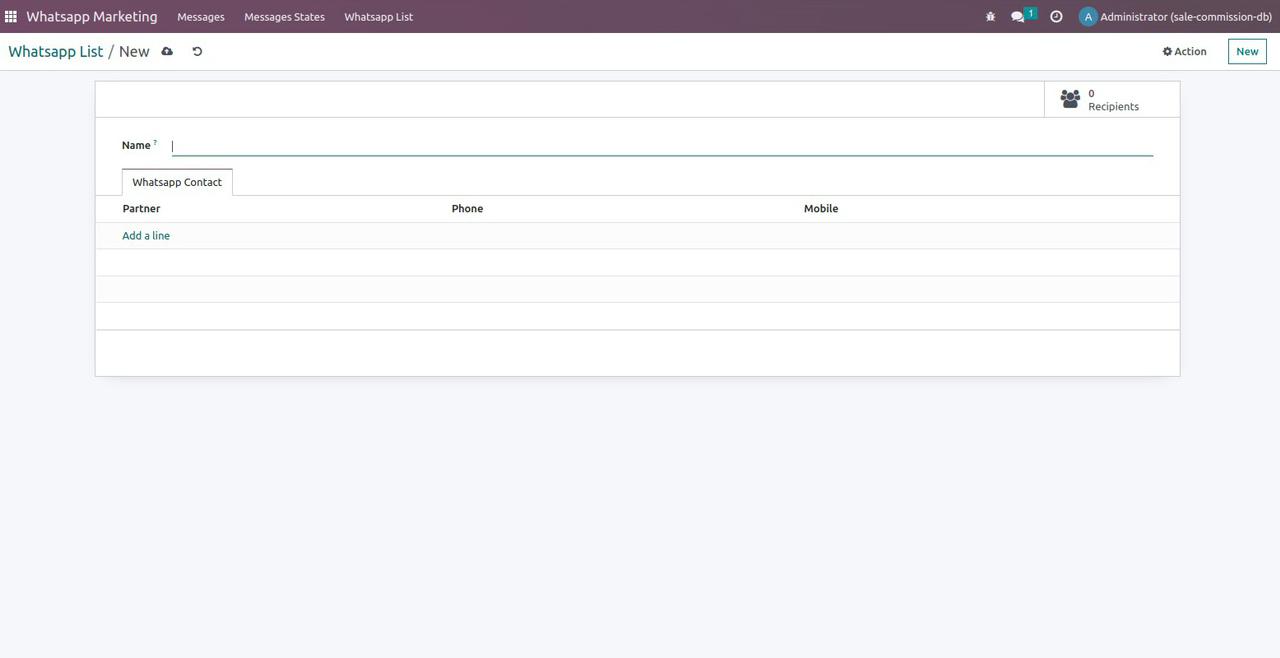 Whatsapp Marketing Messages Messages States Whatsapp List 1 A Administrator (sale-commission-db)
Whatsapp List / New Action New
0
Recipients
Name ?
Whatsapp Contact
Partner Phone Mobile
Add a line